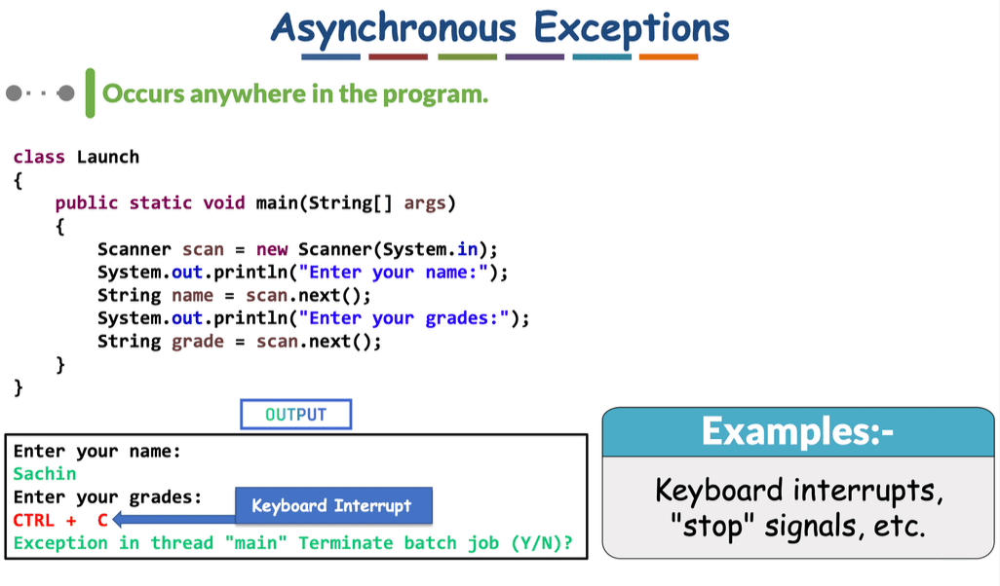 Asynchronous Exceptions
Occurs anywhere in the program.
class Launch
{
    public static void main(String[] args)
    {
        Scanner scan = new Scanner(System.in);
        System.out.println("Enter your name:");
        String name = scan.next();
        System.out.println("Enter your grades:");
        String grade = scan.next();
    }
}
OUTPUT
Enter your name:
Sachin
Enter your grades:
CTRL +  C
Keyboard Interrupt
Exception in thread "main" Terminate batch job (Y/N)?
Examples:-
Keyboard interrupts,
"stop" signals, etc.